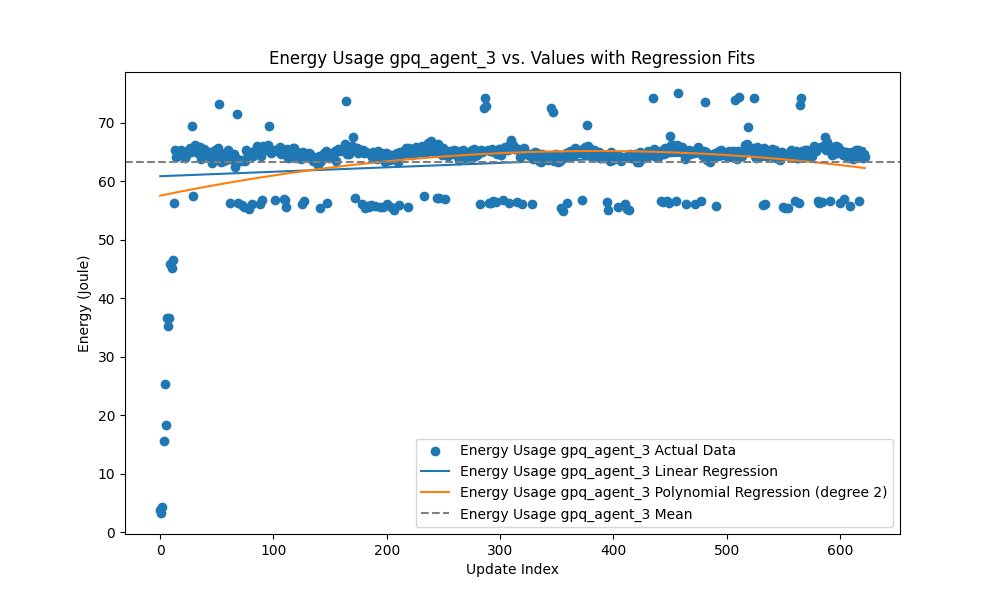 Energy Usage gpq_agent_3 vs. Values with Regression Fits
70
60
50
40
30
20
10
0
Energy (Joule)
0 100 200 300 400 500 600
Update Index
Energy Usage gpq_agent_3 Actual Data
Energy Usage gpq_agent_3 Linear Regression
Energy Usage gpq_agent_3 Polynomial Regression (degree 2)
Energy Usage gpq_agent_3 Mean